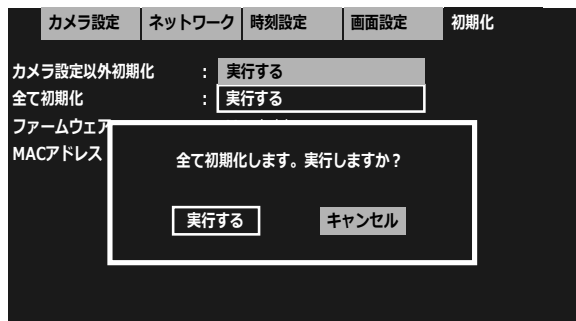 カメラ設定 ネットワーク 時刻設定 画面設定 初期化
カメラ設定以外初期化 : 実行する
全て初期化 : 実行する
ファームウェア
MACアドレス
全て初期化します。実行しますか？
実行する キャンセル